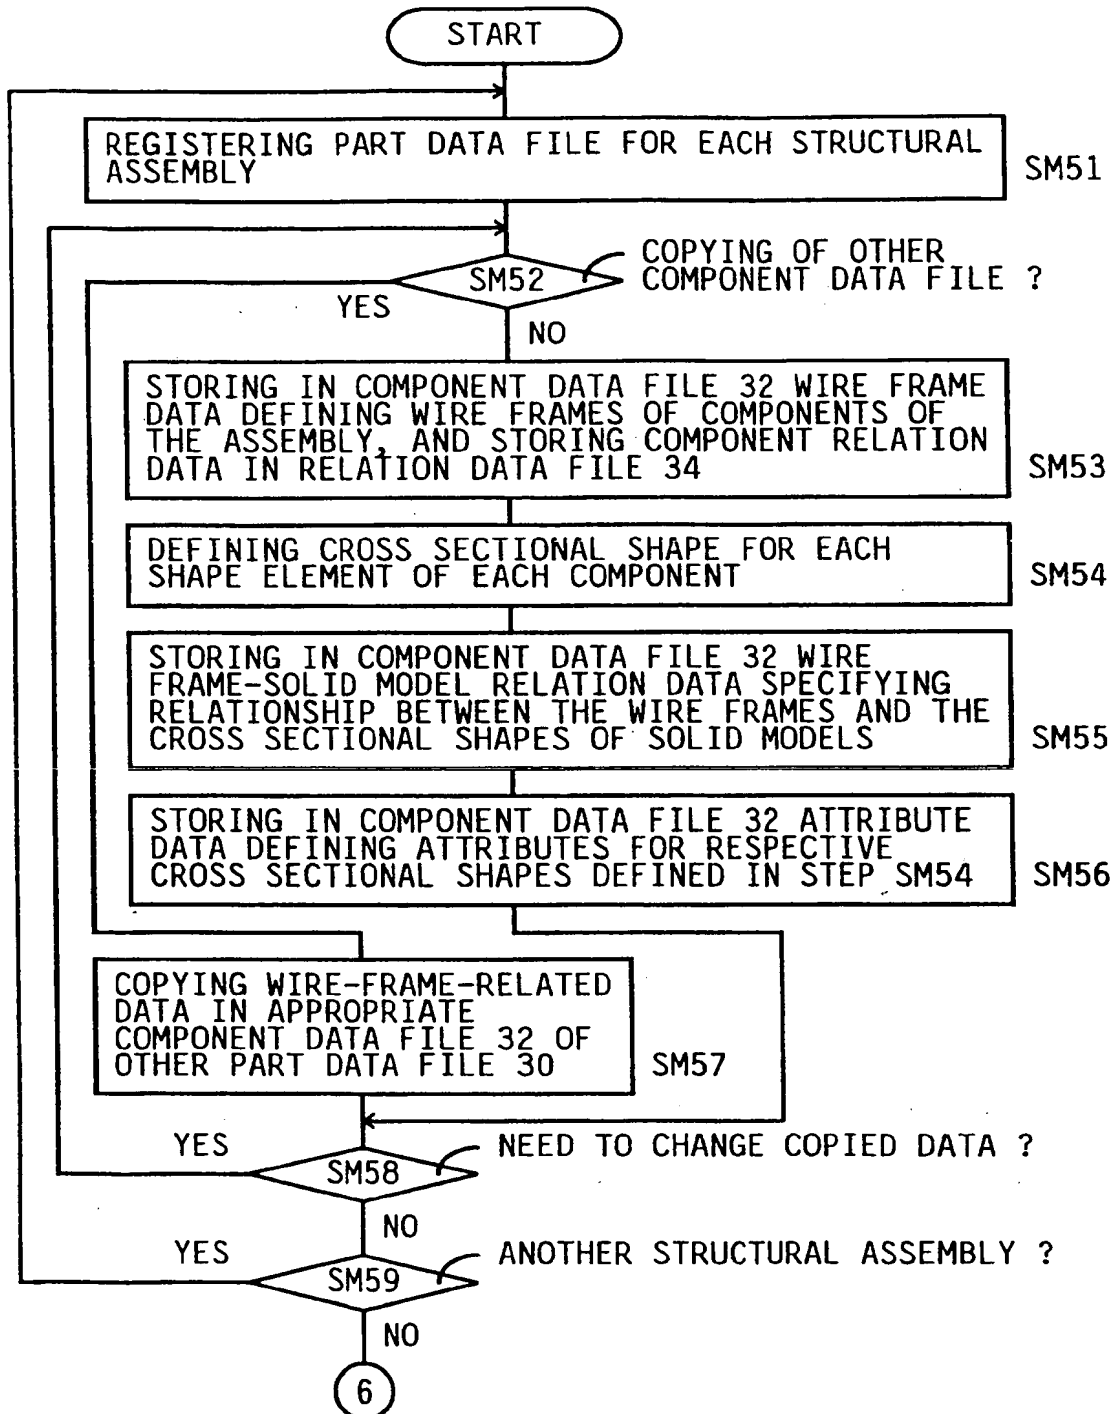 START
REGISTERING PART DATA FILE FOR EACH STRUCTURAL
ASSEMBLY
SM51
COPYING OF OTHER
COMPONENT DATA FILE ?
SM52
YES
NO
STORING IN COMPONENT DATA FILE 32 WIRE FRAME
DATA DEFINING WIRE FRAMES OF COMPONENTS OF
THE ASSEMBLY, AND STORING COMPONENT RELATION
DATA IN RELATION DATA FILE 34
SM53
DEFINING CROSS SECTIONAL SHAPE FOR EACH
SHAPE ELEMENT OF EACH COMPONENT
SM54
STORING IN COMPONENT DATA FILE 32 WIRE
FRAME-SOLID MODEL RELATION DATA SPECIFYING
RELATIONSHIP BETWEEN THE WIRE FRAMES AND THE
CROSS SECTIONAL SHAPES OF SOLID MODELS
SM55
STORING IN COMPONENT DATA FILE 32 ATTRIBUTE
DATA DEFINING ATTRIBUTES FOR RESPECTIVE
CROSS SECTIONAL SHAPES DEFINED IN STEP SM54
SM56
COPYING WIRE-FRAME-RELATED
DATA IN APPROPRIATE
COMPONENT DATA FILE 32 OF
OTHER PART DATA FILE 30
SM57
YES
NEED TO CHANGE COPIED DATA ?
SM58
NO
YES
ANOTHER STRUCTURAL ASSEMBLY ?
SM59
NO
6